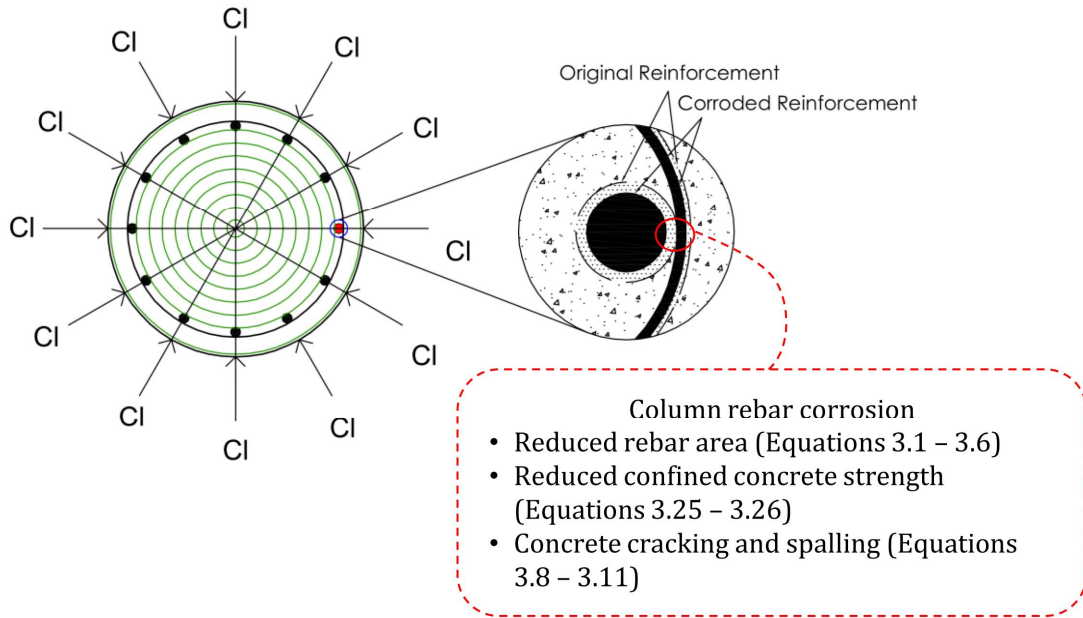 Cl
Cl
Cl
Cl
Cl
Cl
Cl
Cl
Cl
Cl
Cl
Cl
Original Reinforcement
Corroded Reinforcement
Column rebar corrosion
• Reduced rebar area (Equations 3.1 – 3.6)
• Reduced confined concrete strength
(Equations 3.25 – 3.26)
• Concrete cracking and spalling (Equations
3.8 – 3.11)